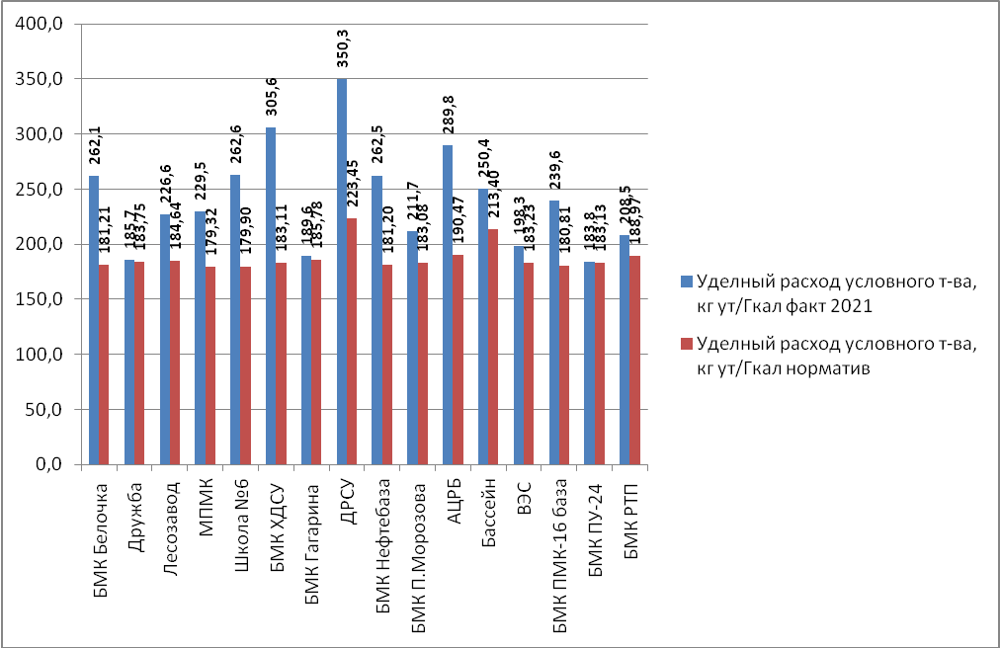 400,0
350,0
300,0
250,0
200,0
150,0
100,0
50,0
0,0
262,1
181,21
185,7
183,75
226,6
184,64
229,5
179,32
262,6
179,90
305,6
183,11
189,6
185,78
350,3
223,45
262,5
181,20
211,7
183,08
289,8
190,47
250,4
213,40
198,3
183,23
239,6
180,81
183,8
183,13
208,5
188,97
БМК Белочка
Дружба
Лесозавод
МПМК
Школа №6
БМК ХДСУ
БМК Гагарина
ДРСУ
БМК Нефтебаза
БМК П.Морозова
АЦРБ
Бассейн
ВЭС
БМК ПМК-16 база
БМК ПУ-24
БМК РТП
Уделный расход условного т-ва,
кг ут/Гкал факт 2021
Уделный расход условного т-ва,
кг ут/Гкал норматив